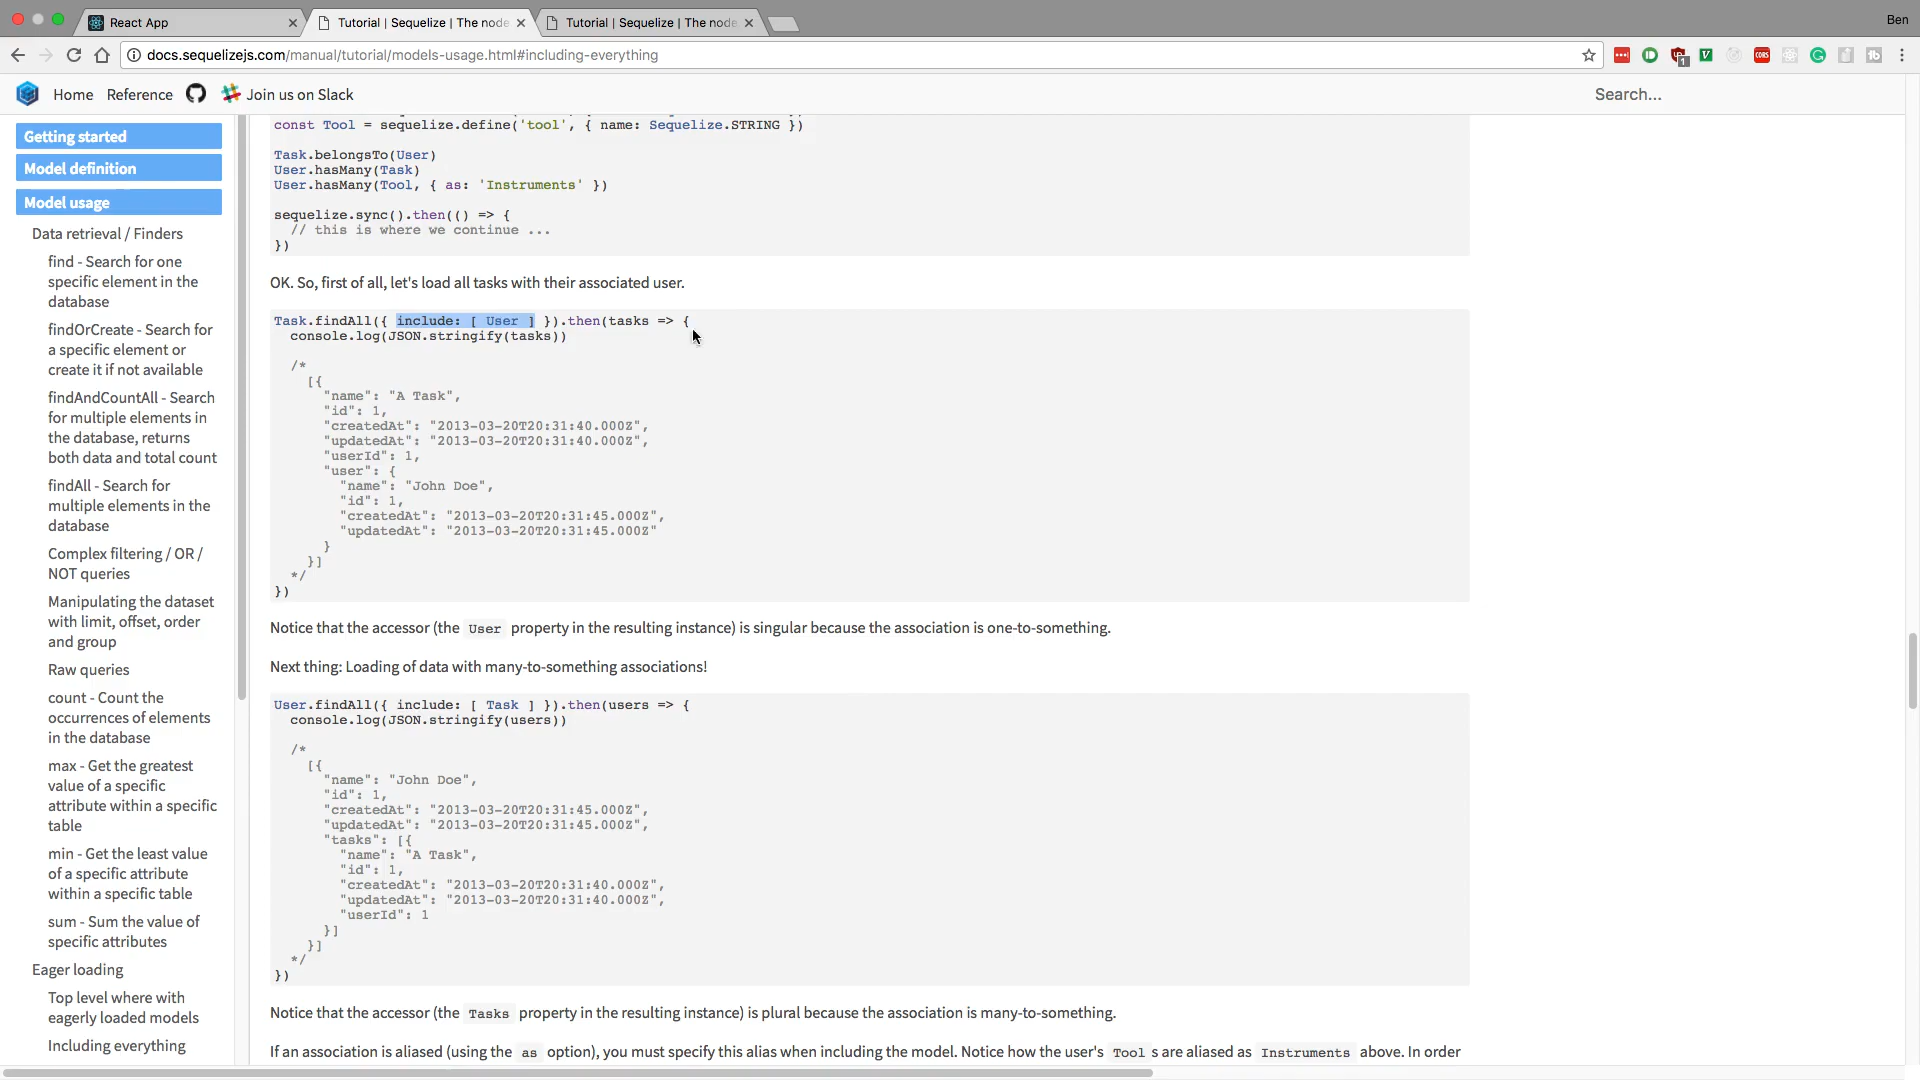 React App
Tutorial | Sequelize | The node
Tutorial | Sequelize | The node
Ben
docs.sequelizejs.com/manual/tutorial/models-usage.html#including-everything
Home
Reference
Join us on Slack
Search...
Getting started
Model definition
Model usage
Data retrieval / Finders
find - Search for one
specific element in the
database
findOrCreate - Search for
a specific element or
create it if not available
findAndCountAll - Search
for multiple elements in
the database, returns
both data and total count
findAll - Search for
multiple elements in the
database
Complex filtering / OR /
NOT queries
Manipulating the dataset
with limit, offset, order
and group
Raw queries
count - Count the
occurrences of elements
in the database
max - Get the greatest
value of a specific
attribute within a specific
table
min - Get the least value
of a specific attribute
within a specific table
sum - Sum the value of
specific attributes
Eager loading
Top level where with
eagerly loaded models
Including everything
const Tool = sequelize.define('tool', { name: Sequelize.STRING })
Task.belongsTo(User)
User.hasMany(Task)
User.hasMany(Tool, { as: 'Instruments' })
sequelize.sync().then(() => {
// this is where we continue ...
})
OK. So, first of all, let's load all tasks with their associated user.
Task.findAll({ include: [ User ] }).then(tasks => {
console.log(JSON.stringify(tasks))
/*
[{
"name": "A Task",
"id": 1,
"createdAt": "2013-03-20T20:31:40.000Z",
"updatedAt": "2013-03-20T20:31:40.000Z",
"userId": 1,
"user": {
"name": "John Doe",
"id": 1,
"createdAt": "2013-03-20T20:31:45.000Z",
"updatedAt": "2013-03-20T20:31:45.000Z"
}
}]
*/
})
Notice that the accessor (the User property in the resulting instance) is singular because the association is one-to-something.
Next thing: Loading of data with many-to-something associations!
User.findAll({ include: [ Task ] }).then(users => {
console.log(JSON.stringify(users))
/*
[{
"name": "John Doe",
"id": 1,
"createdAt": "2013-03-20T20:31:45.000Z",
"updatedAt": "2013-03-20T20:31:45.000Z",
"tasks": [{
"name": "A Task",
"id": 1,
"createdAt": "2013-03-20T20:31:40.000Z",
"updatedAt": "2013-03-20T20:31:40.000Z",
"userId": 1
}]
}]
*/
})
Notice that the accessor (the Tasks property in the resulting instance) is plural because the association is many-to-something.
If an association is aliased (using the as option), you must specify this alias when including the model. Notice how the user's Tool s are aliased as Instruments above. In order